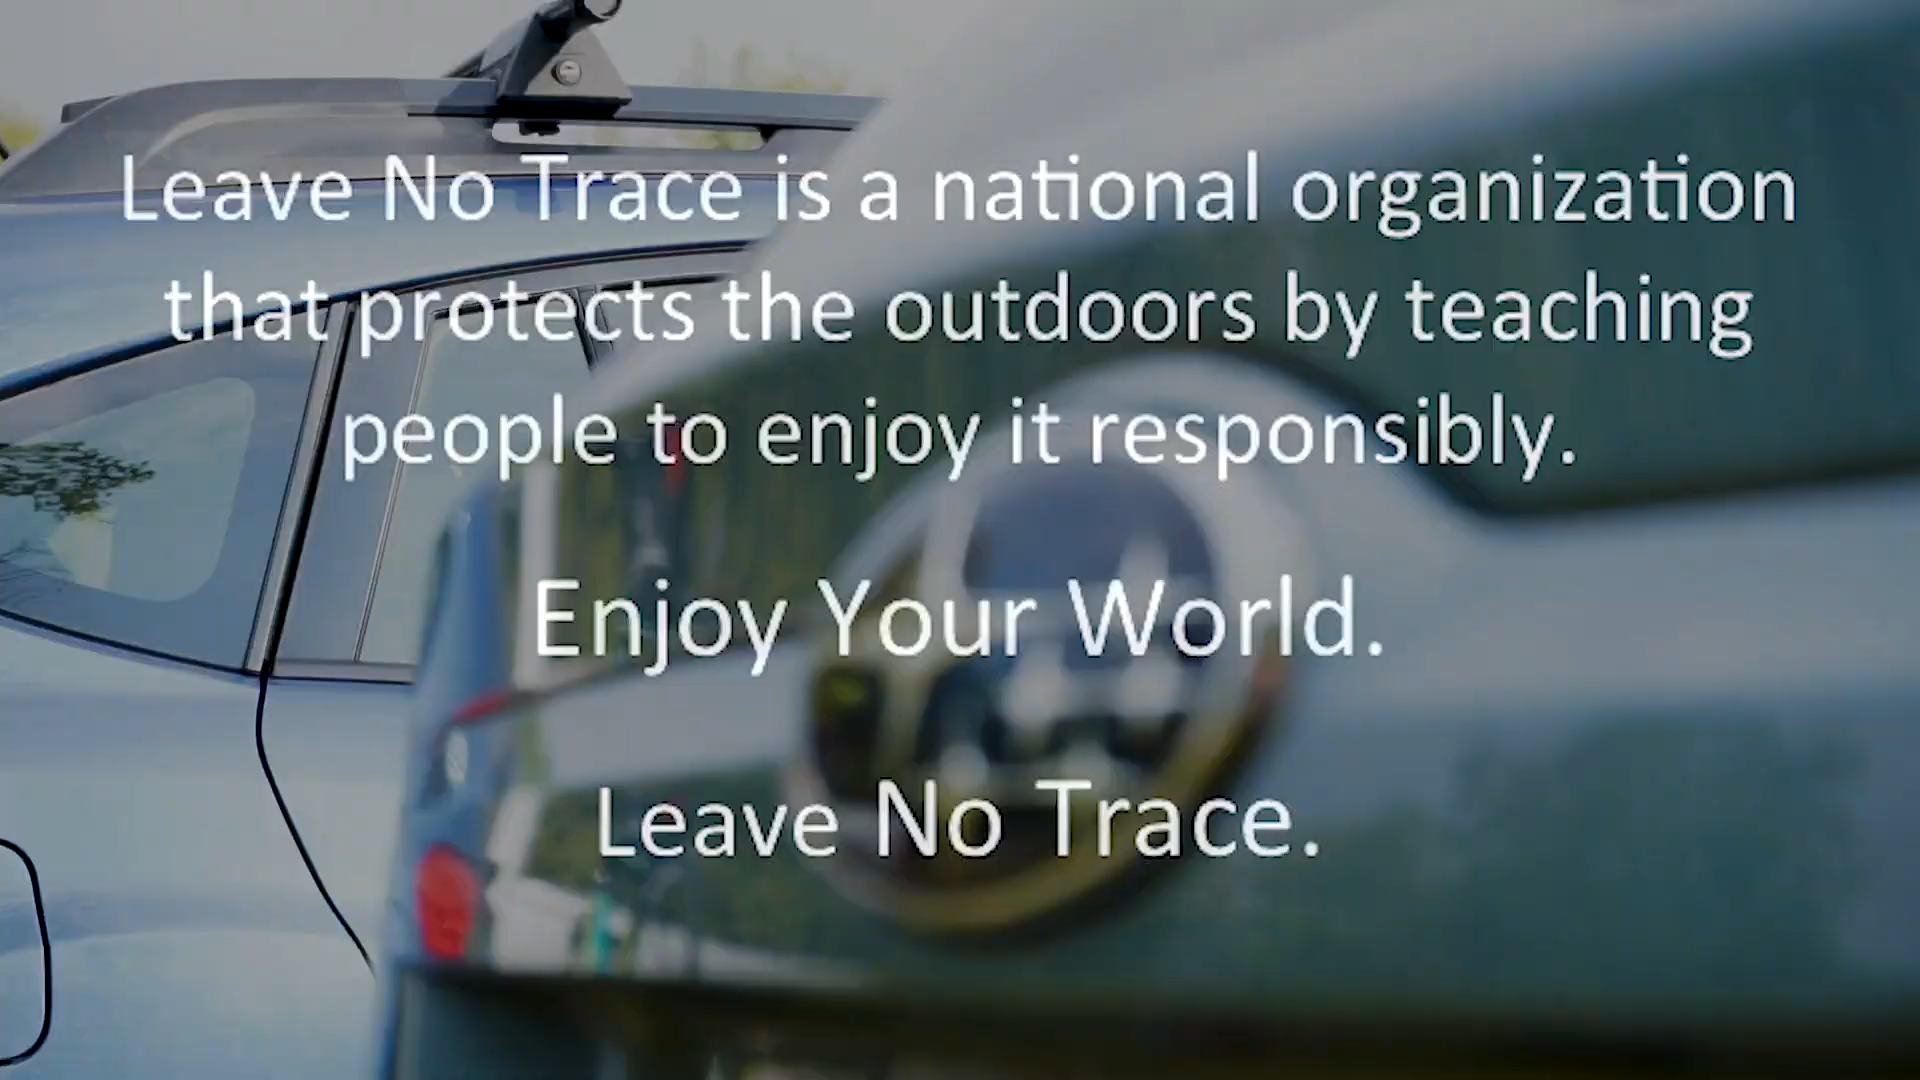 Leave No Trace is a national organization
that protects the outdoors by teaching
people to enjoy it responsibly.
Enjoy Your World.
Leave No Trace.